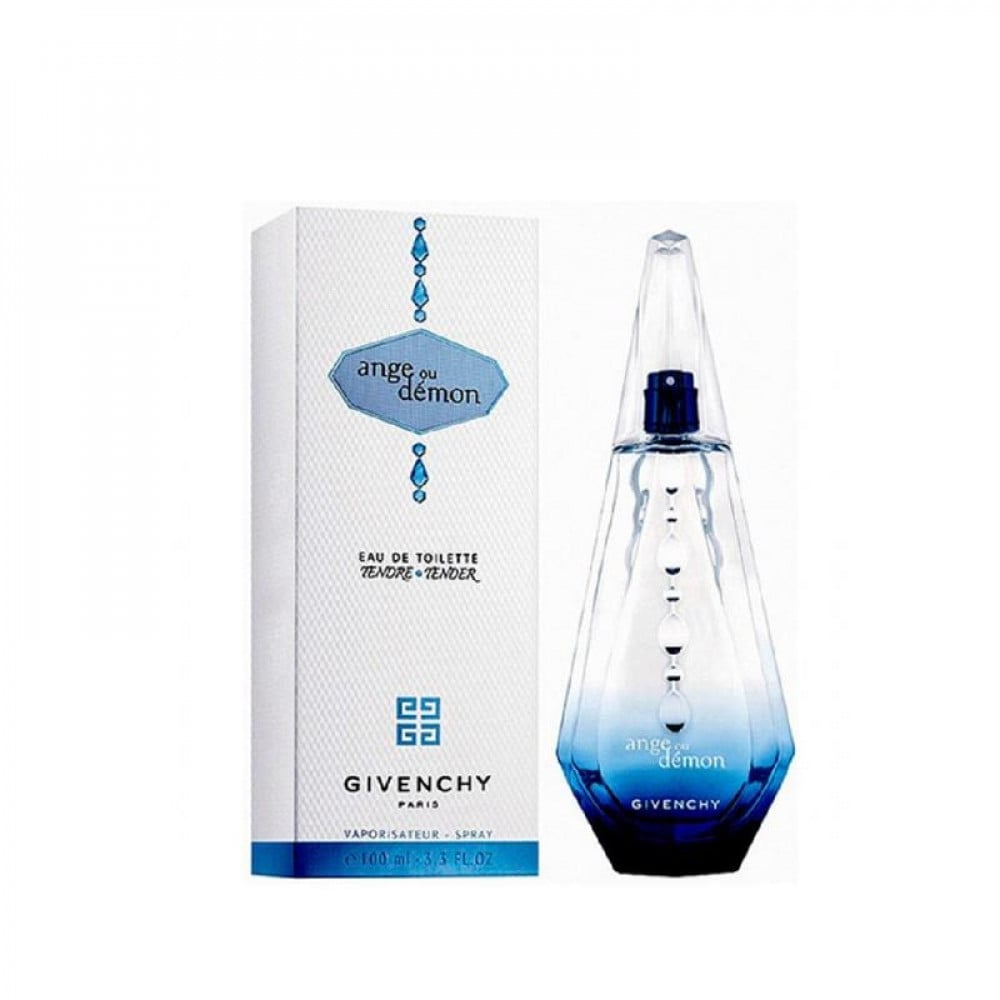 ange ou
démon
EAU DE TOILETTE
TENDRE • TENDER
GIVENCHY
PARIS
VAPORISATEUR - SPRAY
e 100 ml - 3,3 FL.OZ
ange ou
démon
GIVENCHY